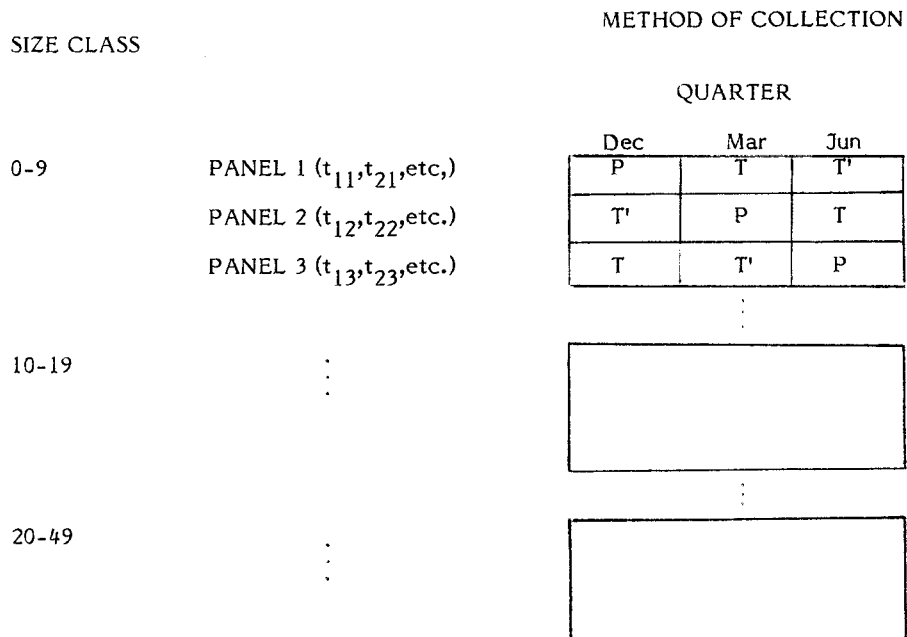 METHOD OF COLLECTION
SIZE CLASS
QUARTER
Dec Mar Jun
0-9 PANEL 1 (t11,t21,etc,) P T T'
PANEL 2 (t12,t22,etc.) T' P T
PANEL 3 (t13,t23,etc.) T T' P
10-19
20-49